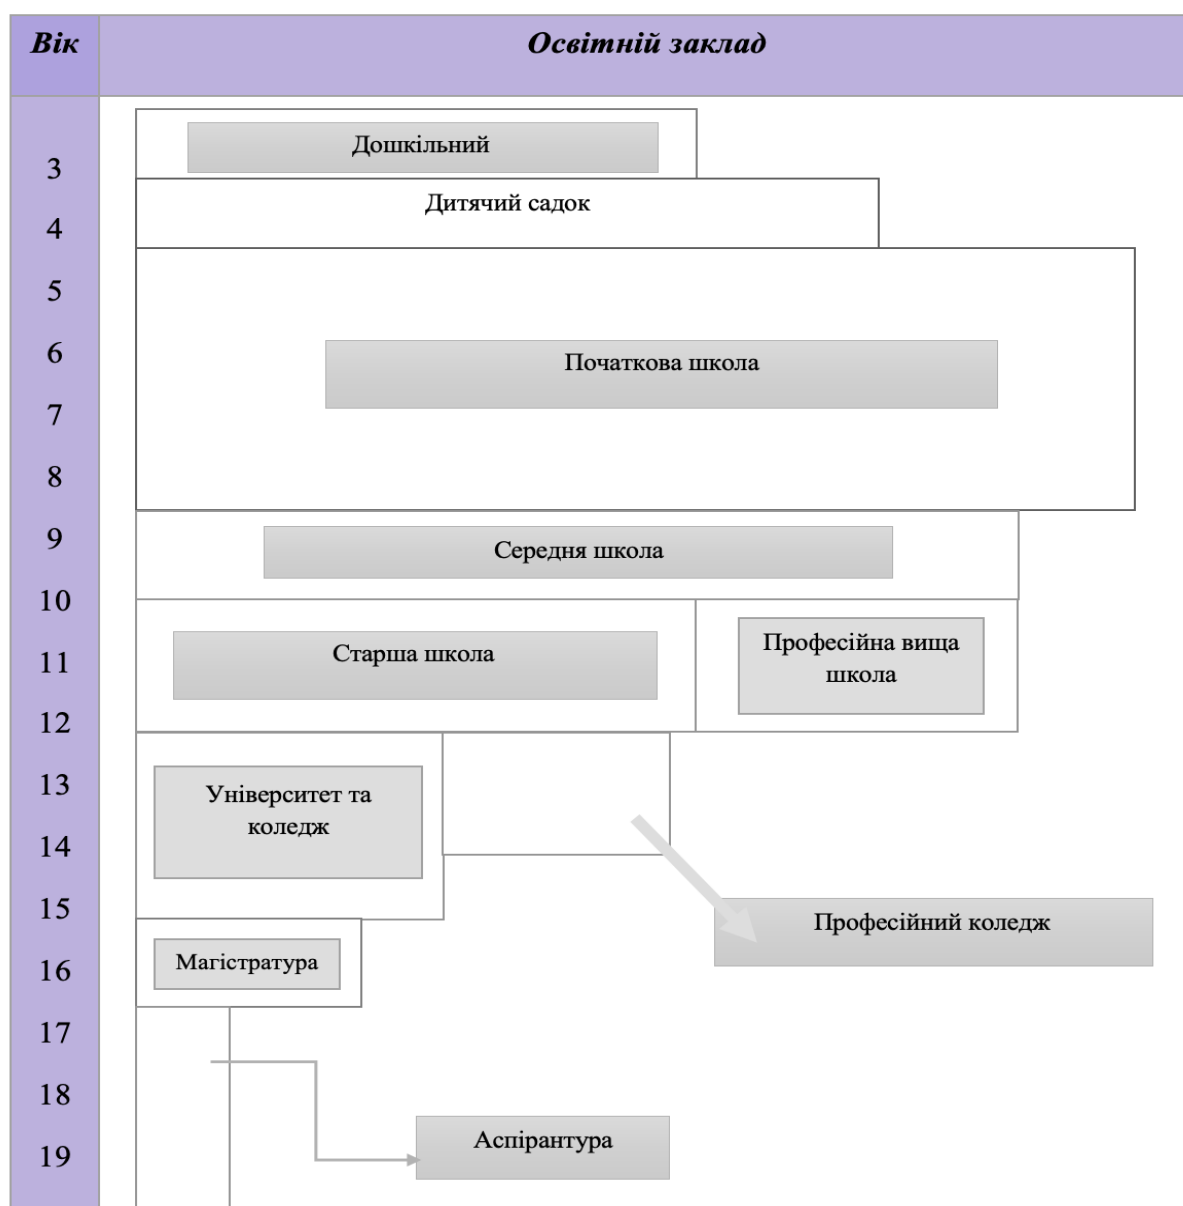 Вік Освітній заклад
3
Дошкільний
4
Дитячий садок
5
6
Початкова школа
7
8
9
Середня школа
10
11
Старша школа
Професійна вища
школа
12
13
Університет та
коледж
14
15
Професійний коледж
16
Магістратура
17
18
19
Аспірантура